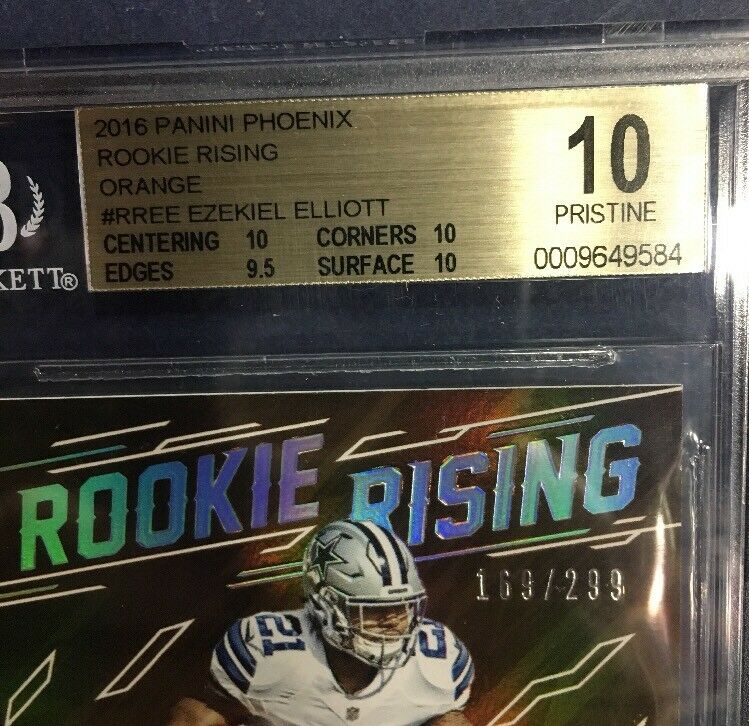 2016 PANINI PHOENIX
ROOKIE RISING
ORANGE
#RREE EZEKIEL ELLIOTT
CENTERING 10 CORNERS 10
EDGES 9.5 SURFACE 10
10
PRISTINE
0009649584
B
KETT®
ROOKIE RISING
169/299
21
21